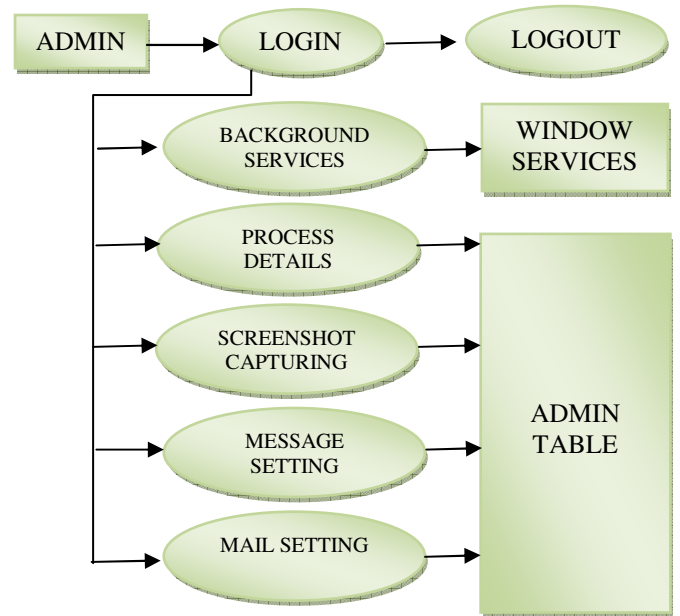 ADMIN
LOGIN
LOGOUT
BACKGROUND
SERVICES
WINDOW
SERVICES
PROCESS
DETAILS
SCREENSHOT
CAPTURING
MESSAGE
SETTING
MAIL SETTING
ADMIN
TABLE